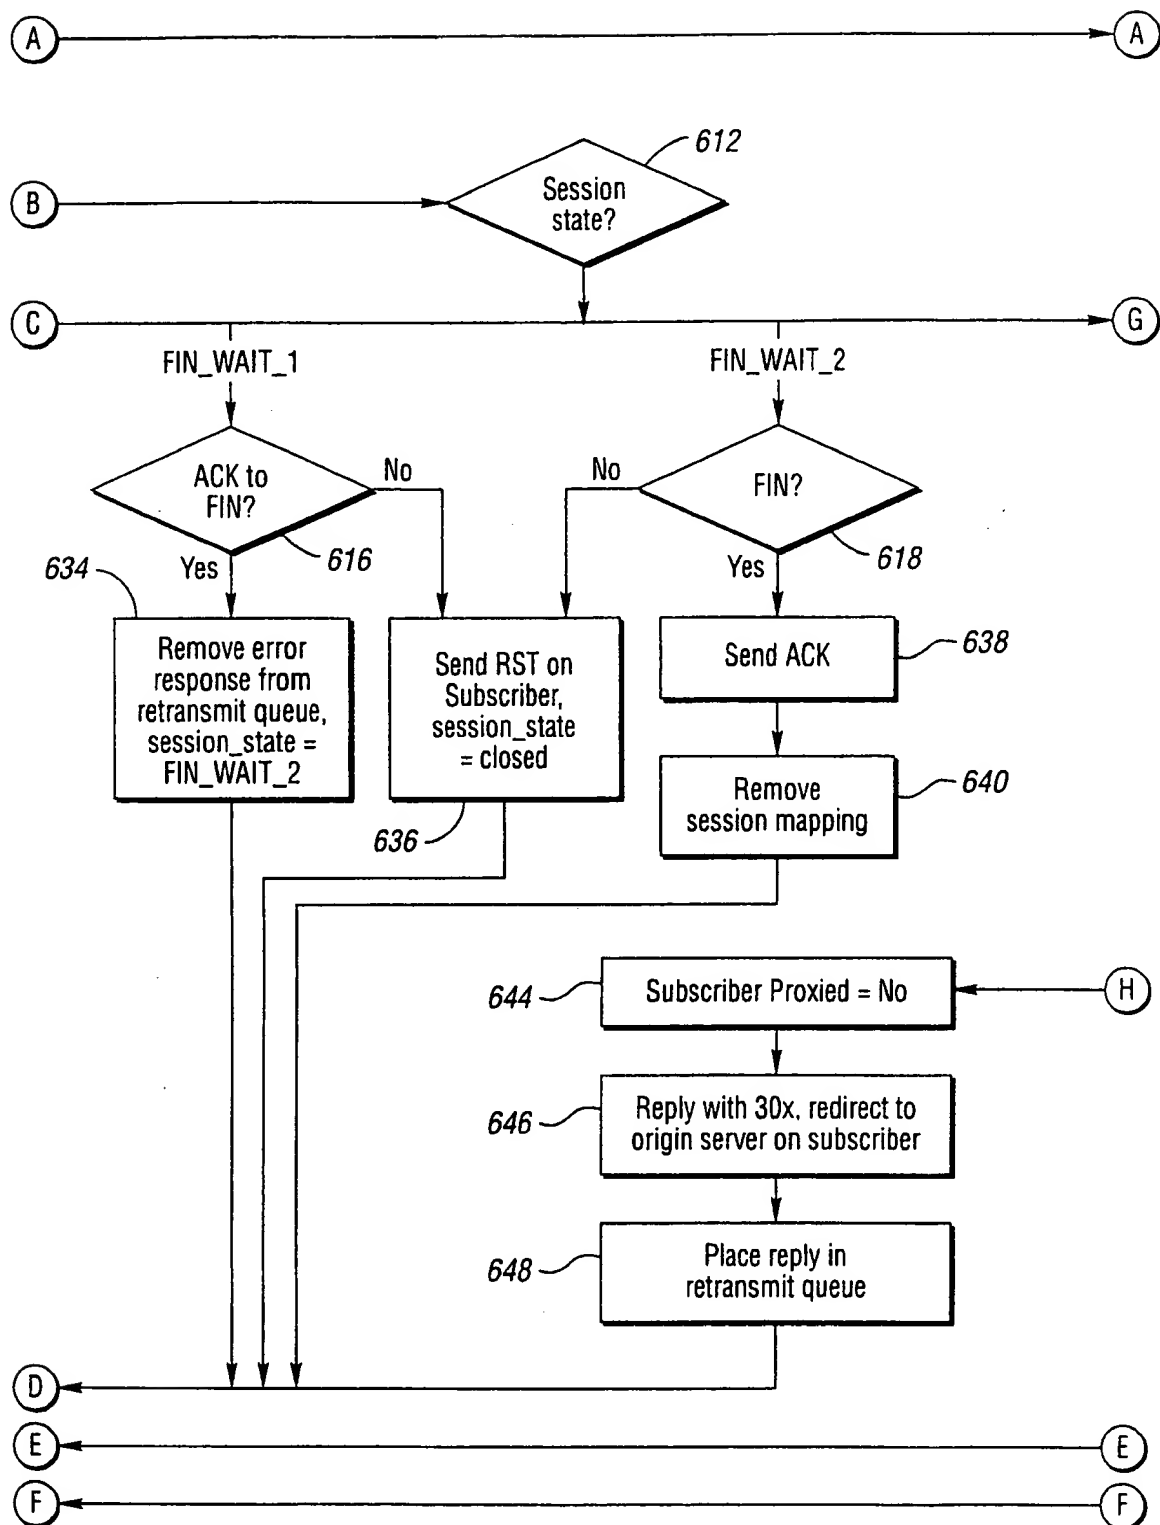 A
A
612
Session
state?
B
C
G
FIN_WAIT_1
FIN_WAIT_2
ACK to
FIN?
No
No
FIN?
616
618
Yes
Yes
634
Remove error
response from
retransmit queue,
session_state =
FIN_WAIT_2
Send RST on
Subscriber,
session_state
= closed
636
Send ACK
638
Remove
session mapping
640
644
Subscriber Proxied = No
H
646
Reply with 30x, redirect to
origin server on subscriber
648
Place reply in
retransmit queue
D
E
E
F
F